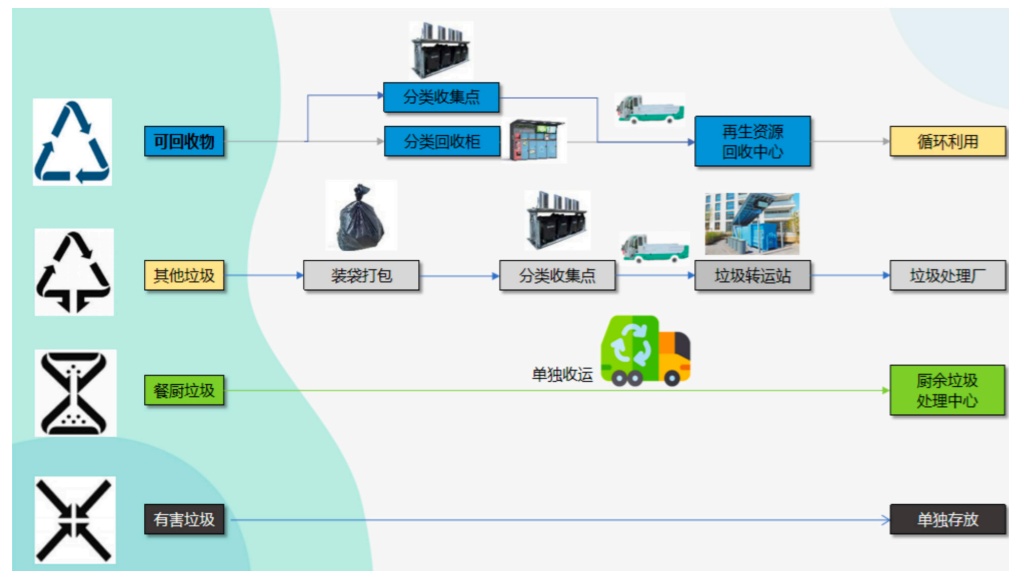 分类收集点
可回收物
分类回收柜
再生资源
回收中心
循环利用
其他垃圾
装袋打包
分类收集点
垃圾转运站
垃圾处理厂
单独收运
餐厨垃圾
厨余垃圾
处理中心
有害垃圾
单独存放